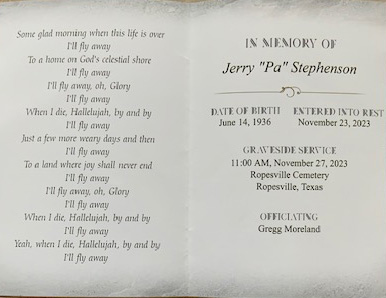 Some glad morning when this life is over
I'll fly away
To a home on God's celestial shore
I'll fly away
I'll fly away, oh, Glory
I'll fly away
When I die, Hallelujah, by and by
I'll fly away
Just a few more weary days and then
I'll fly away
To a land where joy shall never end
I'll fly away
I'll fly away, oh, Glory
I'll fly away
When I die, Hallelujah, by and by
I'll fly away
Yeah, when I die, Hallelujah, by and by
I'll fly away
IN MEMORY OF
Jerry "Pa" Stephenson
DATE OF BIRTH ENTERED INTO REST
June 14, 1936 November 23, 2023
GRAVESIDE SERVICE
11:00 AM, November 27, 2023
Ropesville Cemetery
Ropesville, Texas
OFFICIATING
Gregg Moreland